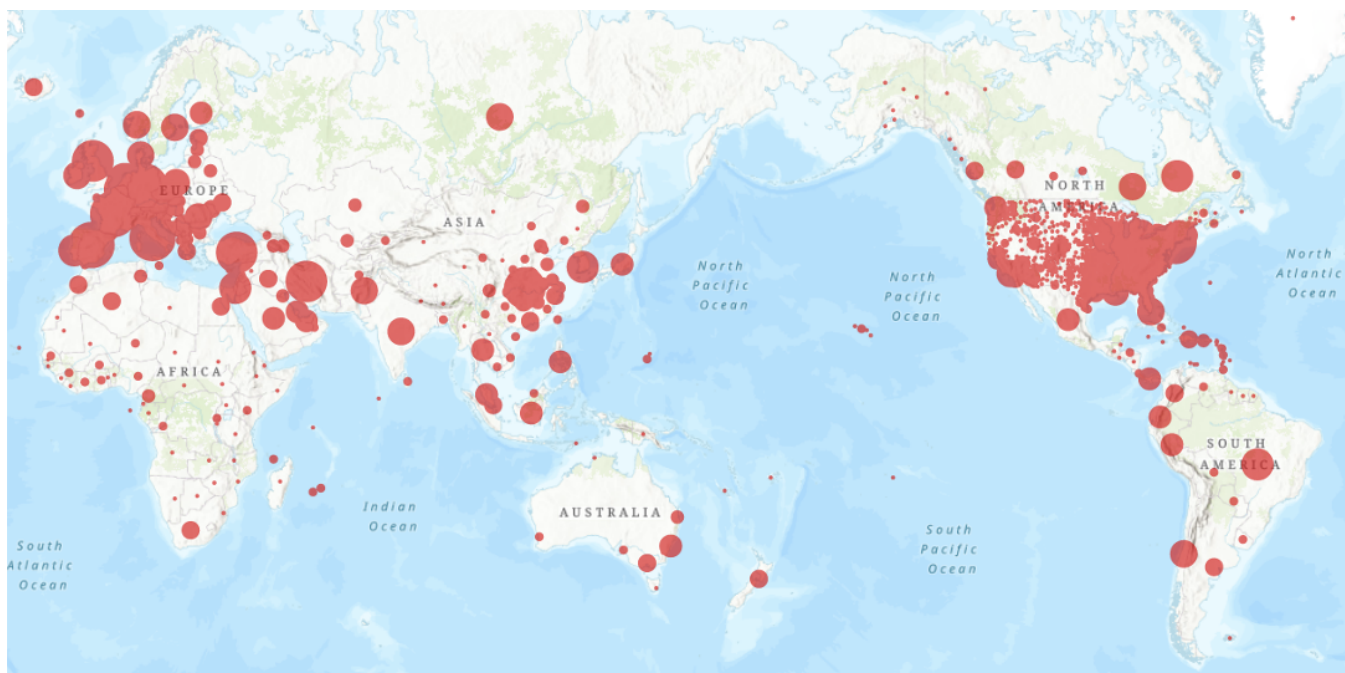 EUROPE
ASIA
NORTH
AMERICA
North
Pacific
Ocean
North
Pacific
Ocean
North
Atlantic
Ocean
AFRICA
SOUTH
AMERICA
Indian
Ocean
AUSTRALIA
South
Atlantic
Ocean
South
Pacific
Ocean